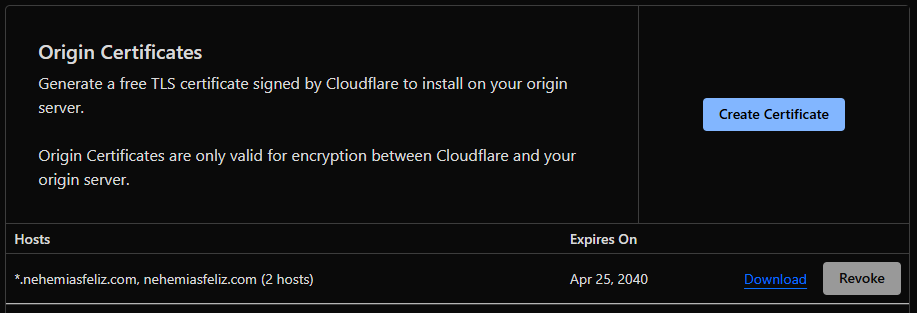 Origin Certificates
Generate a free TLS certificate signed by Cloudflare to install on your origin
server.
Origin Certificates are only valid for encryption between Cloudflare and your
origin server.
Create Certificate
Hosts Expires On
*.nehemiasfeliz.com, nehemiasfeliz.com (2 hosts) Apr 25, 2040 Download Revoke